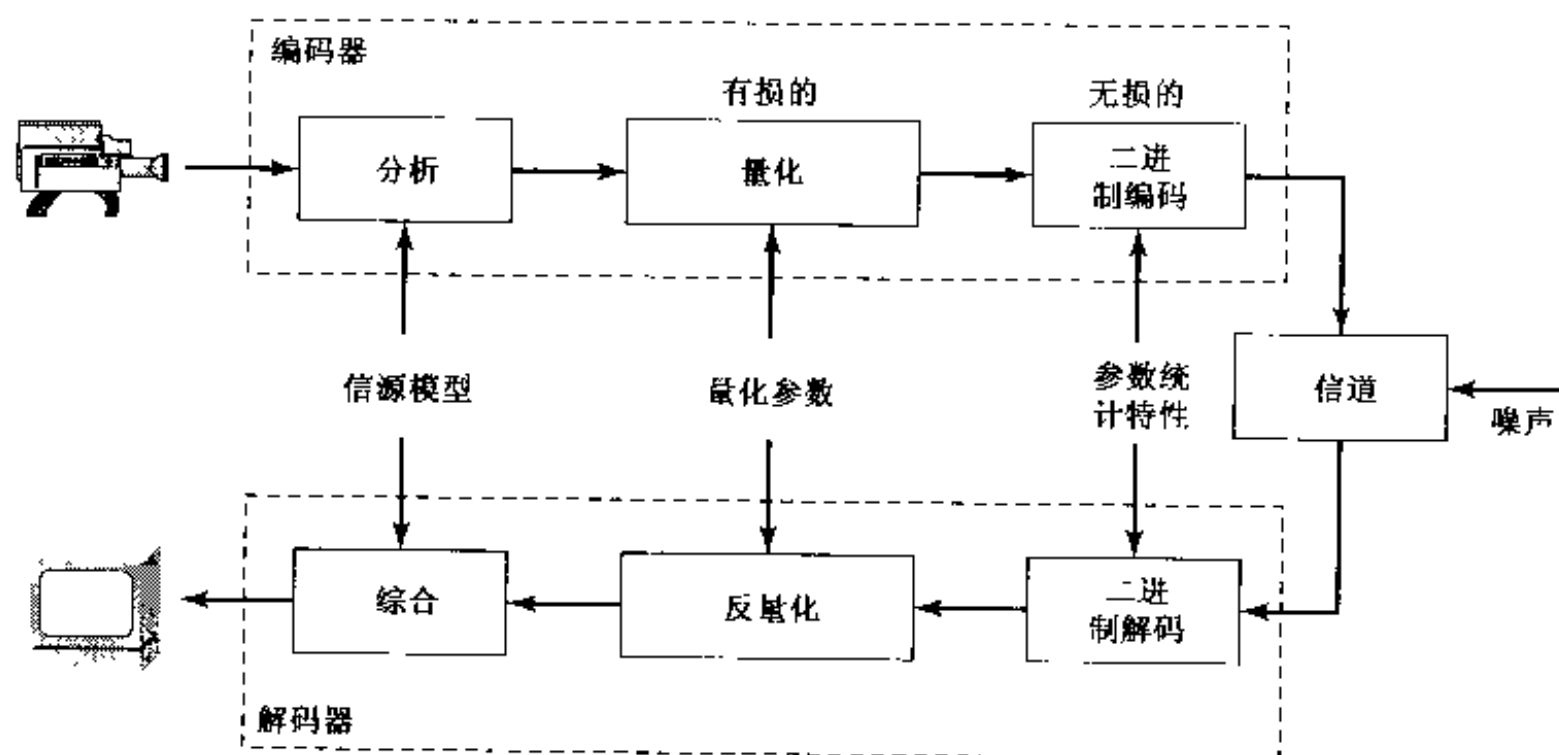 编码器
有损的
无损的
分析
量化
二进
制编码
信源模型
量化参数
参数统
计特性
信道
噪声
综合
反量化
二进
制解码
解码器